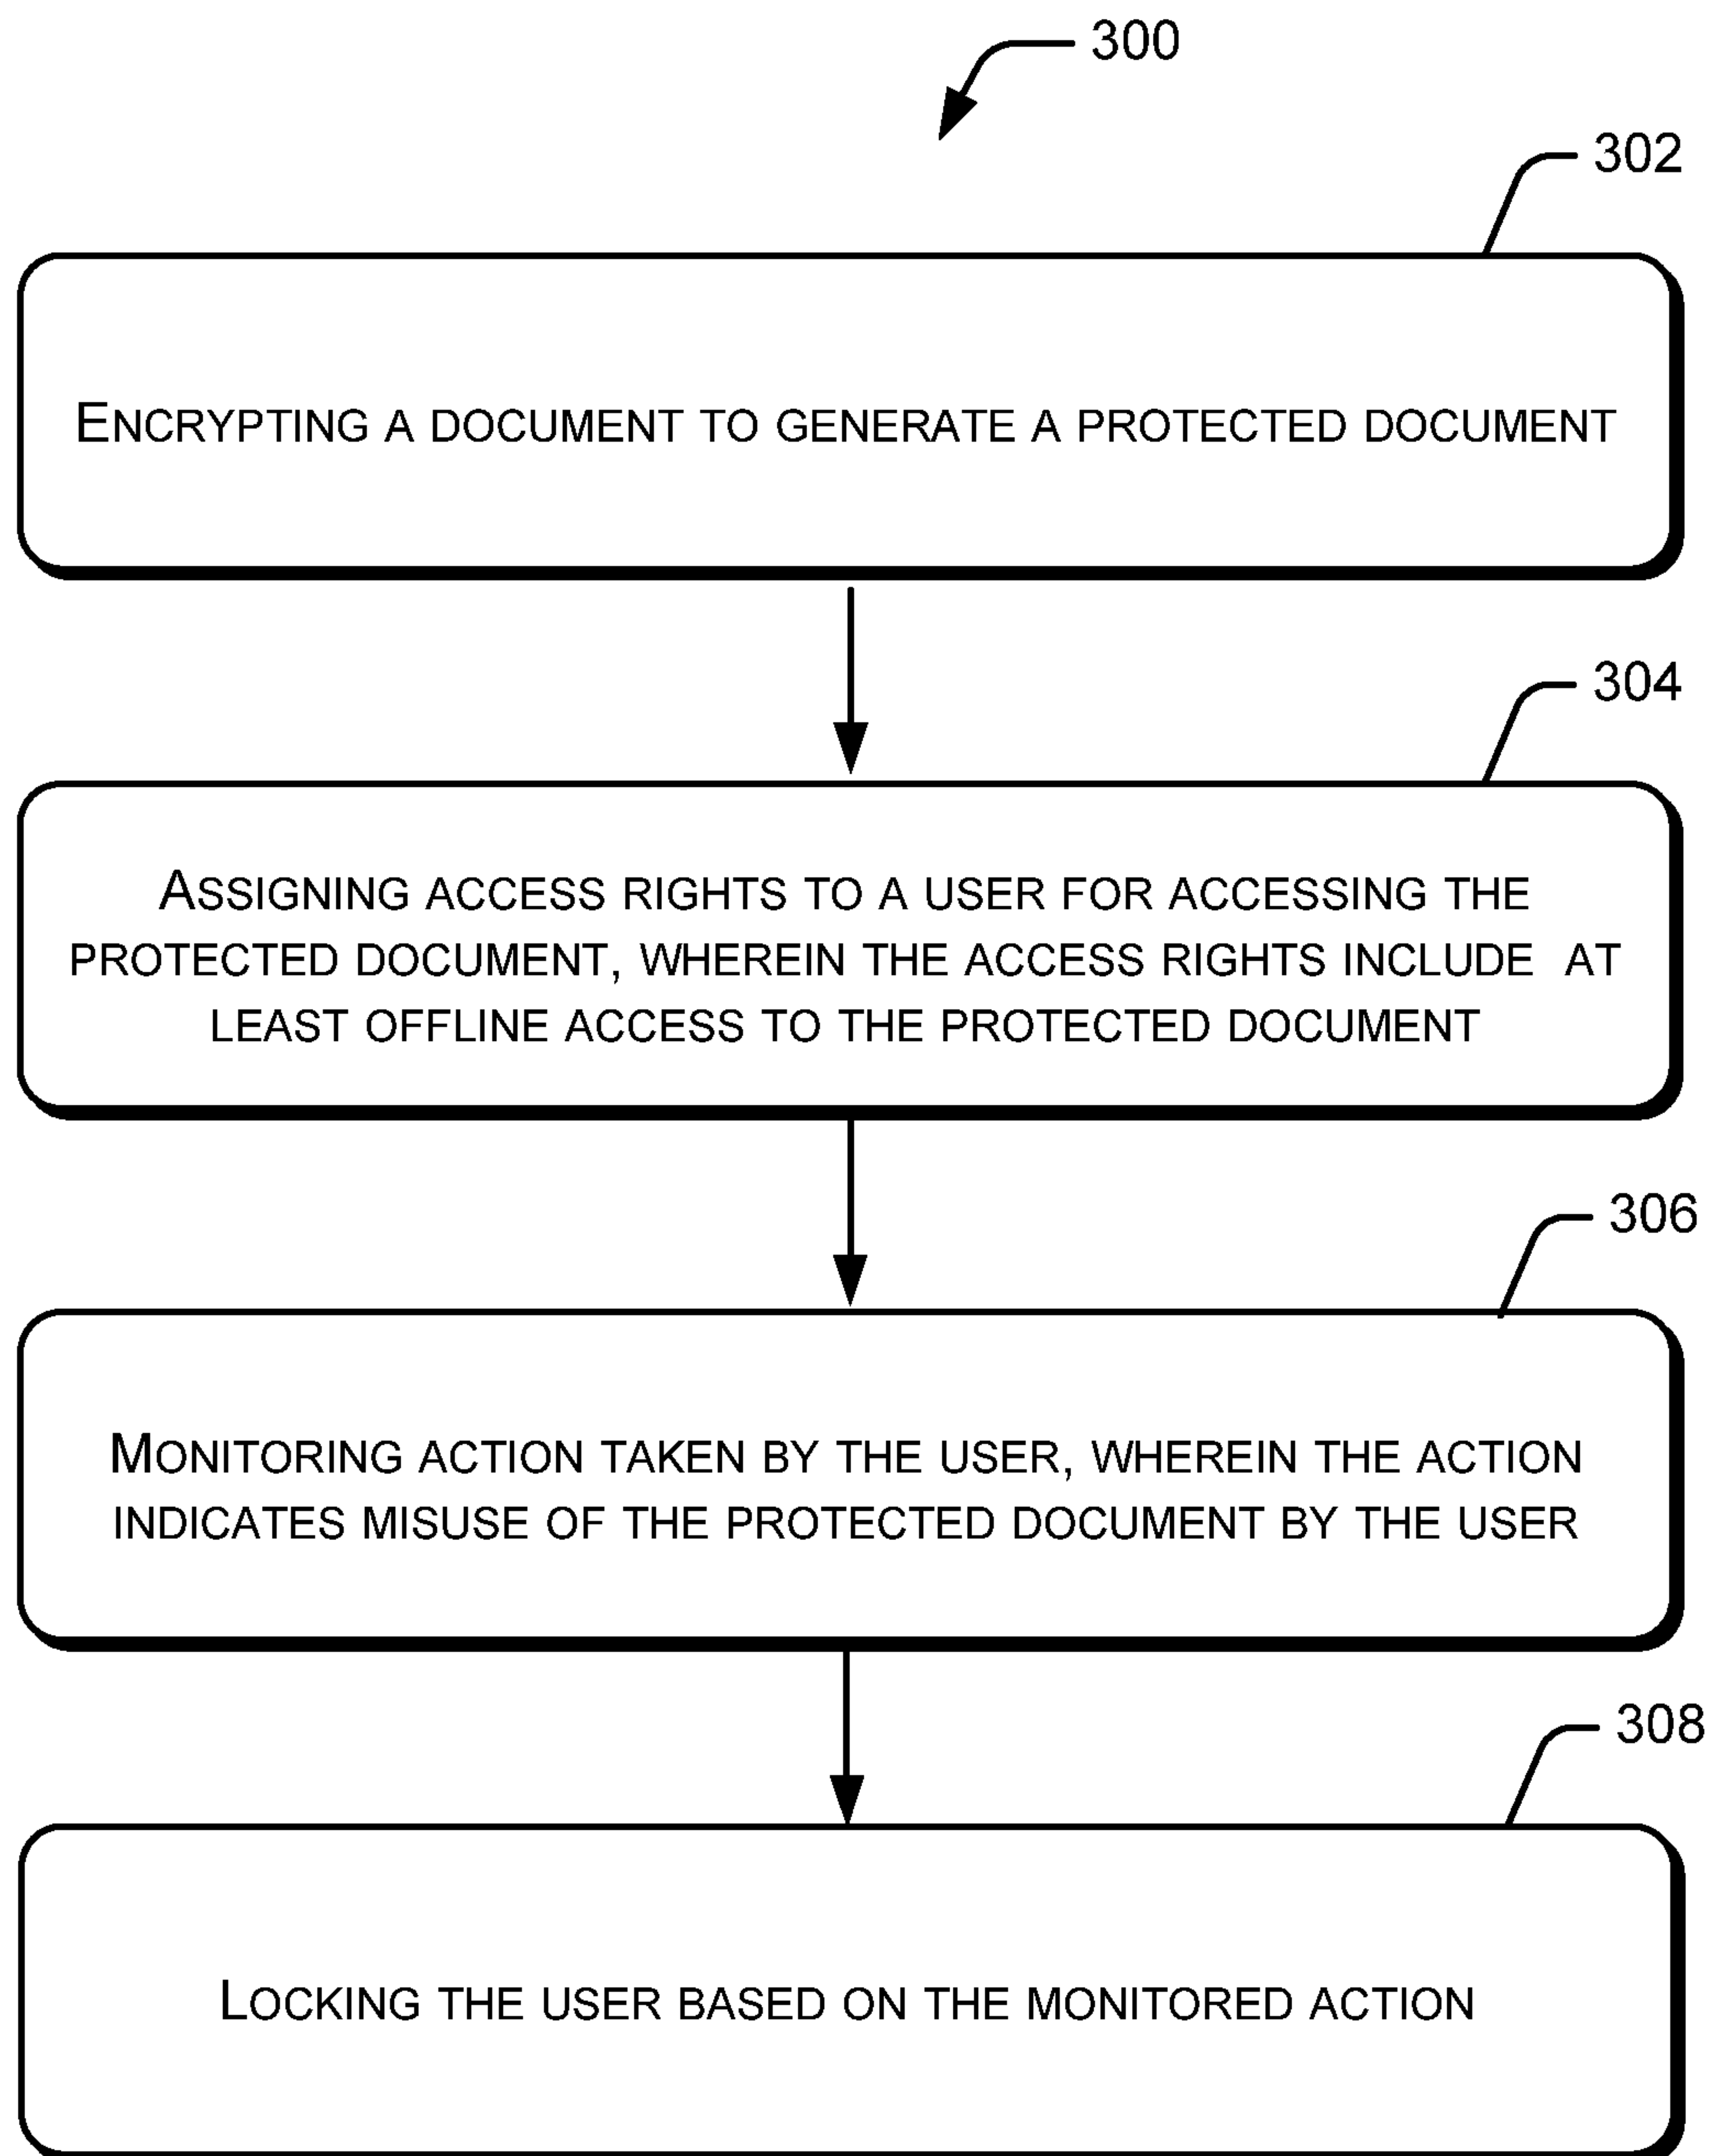 300
302
ENCRYPTING A DOCUMENT TO GENERATE A PROTECTED DOCUMENT
304
ASSIGNING ACCESS RIGHTS TO A USER FOR ACCESSING THE
PROTECTED DOCUMENT, WHEREIN THE ACCESS RIGHTS INCLUDE AT
LEAST OFFLINE ACCESS TO THE PROTECTED DOCUMENT
306
MONITORING ACTION TAKEN BY THE USER, WHEREIN THE ACTION
INDICATES MISUSE OF THE PROTECTED DOCUMENT BY THE USER
308
LOCKING THE USER BASED ON THE MONITORED ACTION